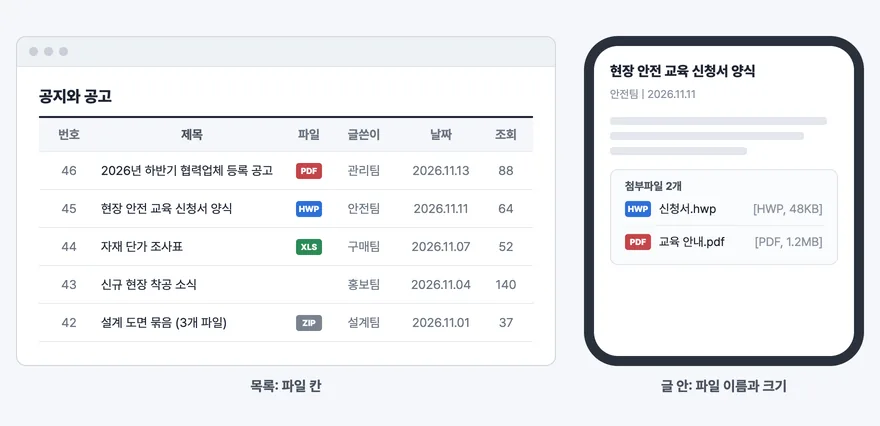 공지와 공고
번호 제목 파일 글쓴이 날짜 조회
46 2026년 하반기 협력업체 등록 공고 PDF 관리팀 2026.11.13 88
45 현장 안전 교육 신청서 양식 HWP 안전팀 2026.11.11 64
44 자재 단가 조사표 XLS 구매팀 2026.11.07 52
43 신규 현장 착공 소식 홍보팀 2026.11.04 140
42 설계 도면 묶음 (3개 파일) ZIP 설계팀 2026.11.01 37
목록: 파일 칸
현장 안전 교육 신청서 양식
안전팀 | 2026.11.11
첨부파일 2개
HWP 신청서.hwp [HWP, 48KB]
PDF 교육 안내.pdf [PDF, 1.2MB]
글 안: 파일 이름과 크기